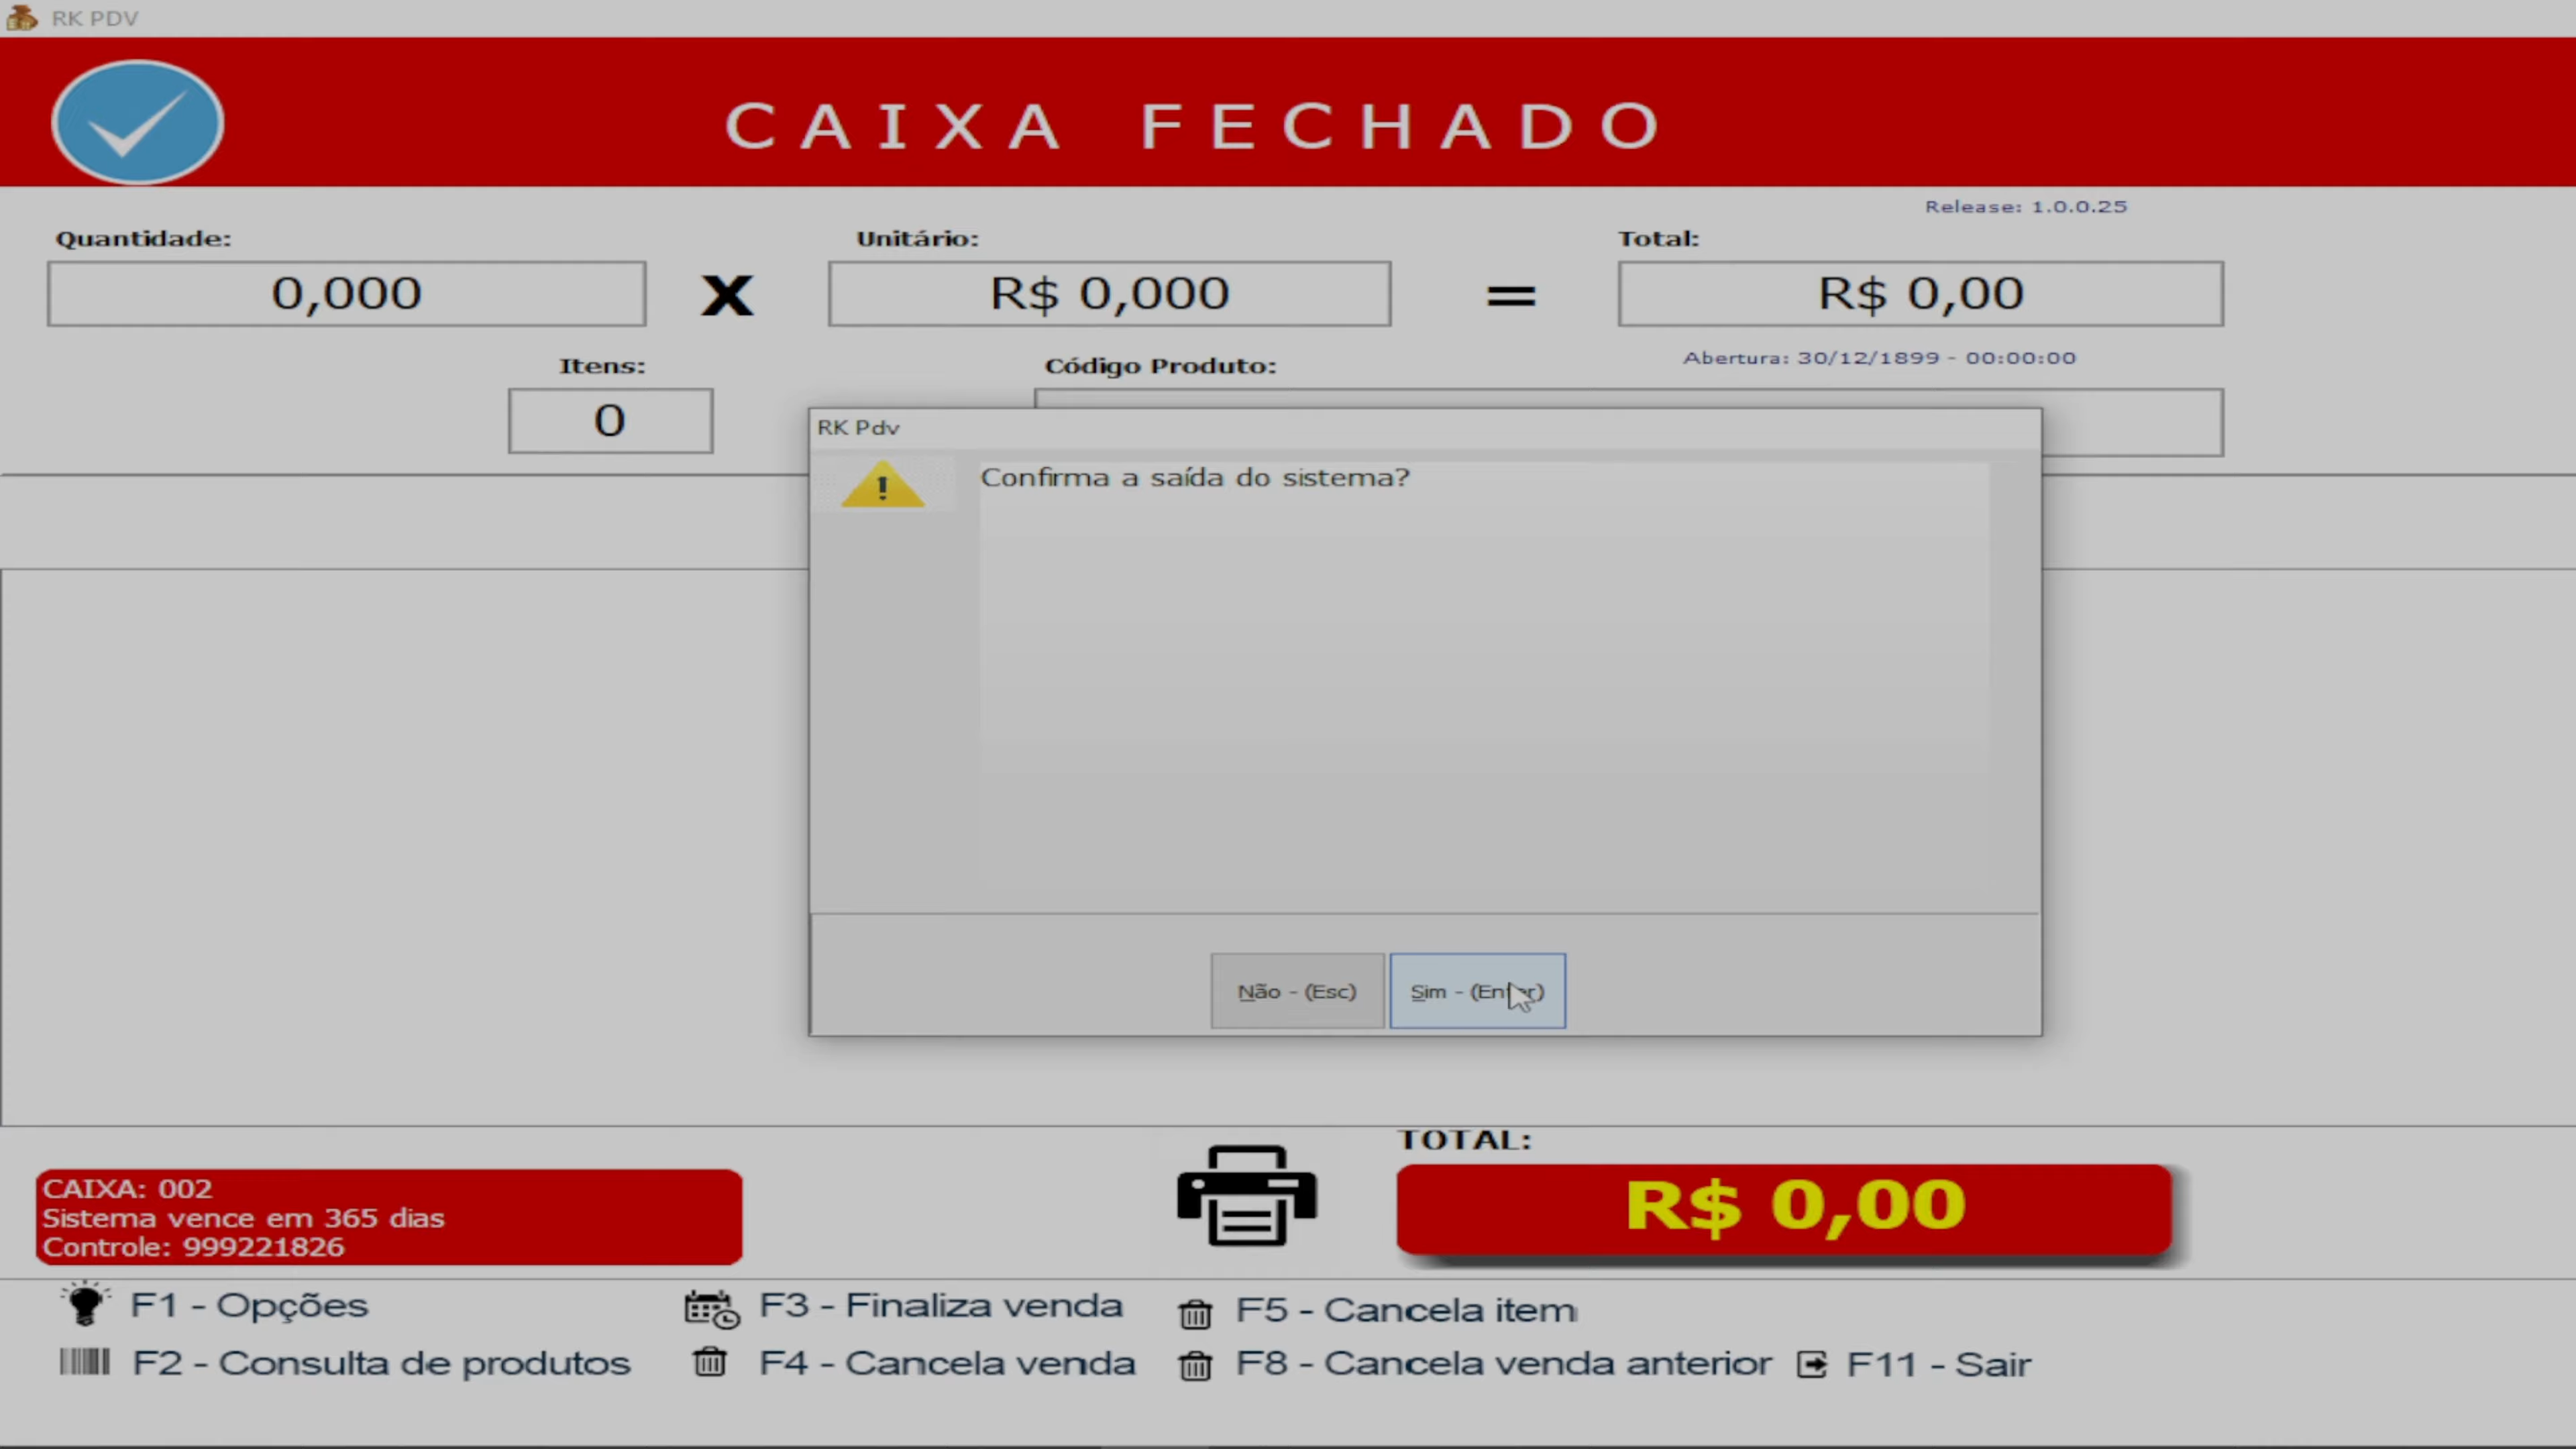 RK PDV
CAIXA FECHADO
Release: 1.0.0.25
Quantidade:
Unitário:
Total:
0,000
X
R$ 0,000
=
R$ 0,00
Itens:
Código Produto:
Abertura: 30/12/1899 - 00:00:00
0
RK Pdv
Confirma a saída do sistema?
Não - (Esc)
Sim - (Enter)
TOTAL:
R$ 0,00
CAIXA: 002
Sistema vence em 365 dias
Controle: 999221826
F1 - Opções
F3 - Finaliza venda
F5 - Cancela item
F2 - Consulta de produtos
F4 - Cancela venda
F8 - Cancela venda anterior
F11 - Sair